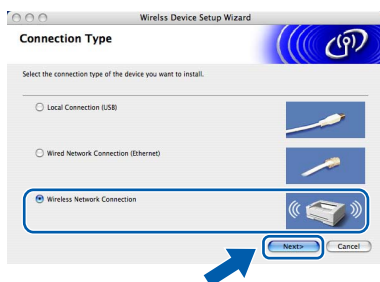 Wirelss Device Setup Wizard
Connection Type
Select the connection type of the device you want to install.
Local Connection (USB)
Wired Network Connection (Ethernet)
Wireless Network Connection
Next>
Cancel